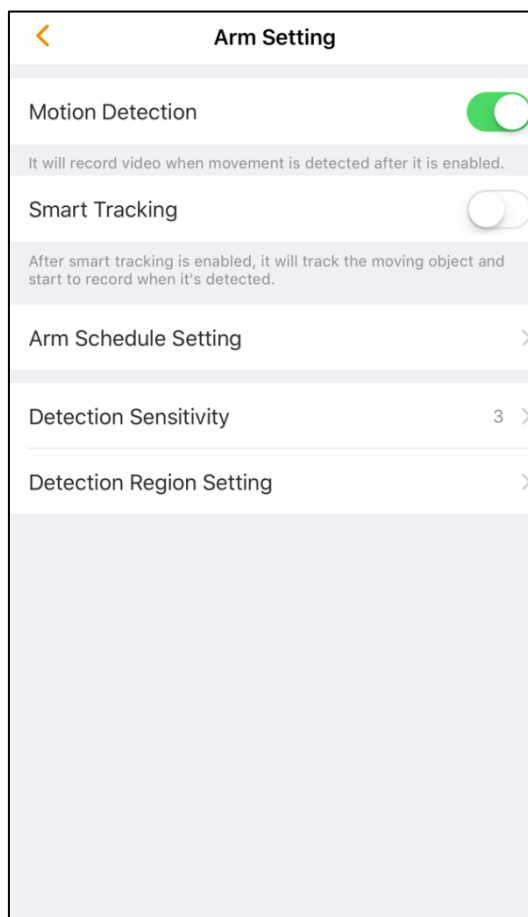 Arm Setting
Motion Detection
It will record video when movement is detected after it is enabled.
Smart Tracking
After smart tracking is enabled, it will track the moving object and
start to record when it's detected.
Arm Schedule Setting
Detection Sensitivity 3
Detection Region Setting